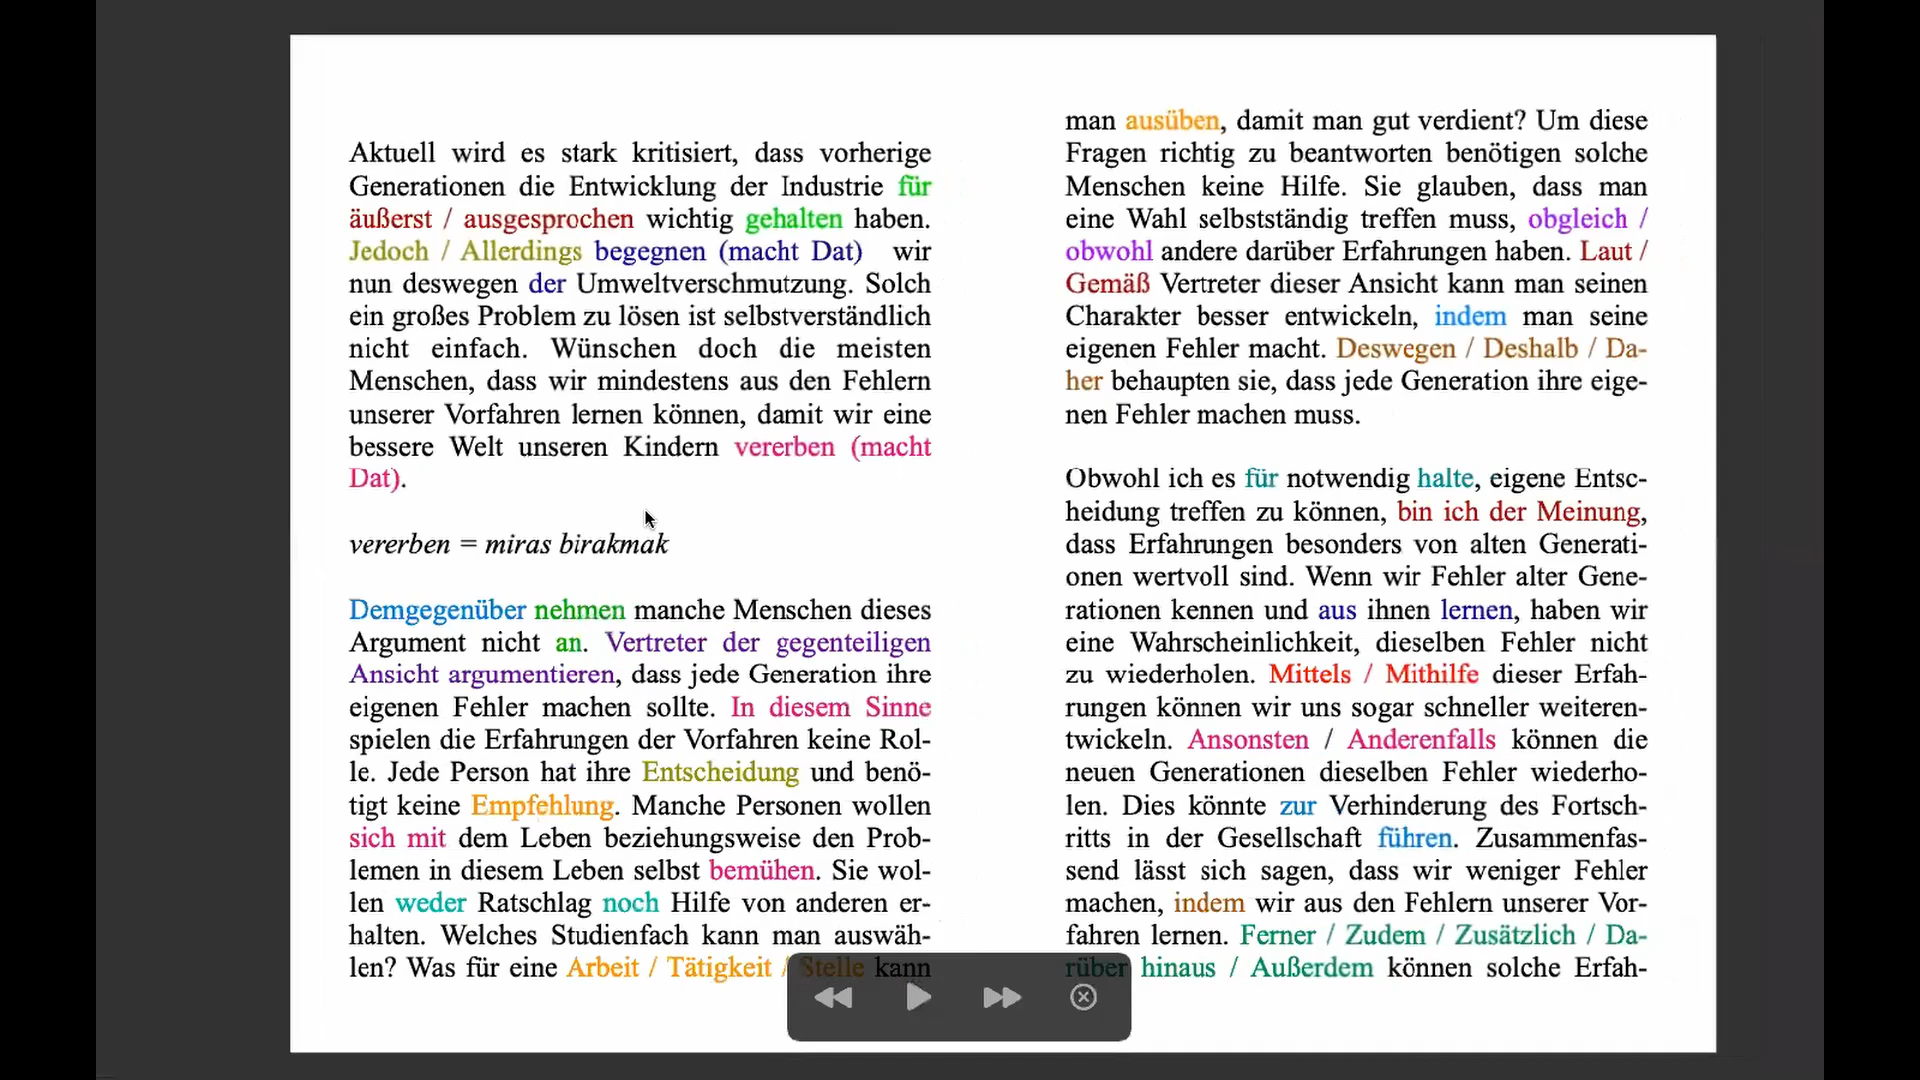 Aktuell wird es stark kritisiert, dass vorherige
Generationen die Entwicklung der Industrie für
äußerst / ausgesprochen wichtig gehalten haben.
Jedoch / Allerdings begegnen (macht Dat) wir
nun deswegen der Umweltverschmutzung. Solch
ein großes Problem zu lösen ist selbstverständlich
nicht einfach. Wünschen doch die meisten
Menschen, dass wir mindestens aus den Fehlern
unserer Vorfahren lernen können, damit wir eine
bessere Welt unseren Kindern vererben (macht
Dat).
vererben = miras birakmak
Demgegenüber nehmen manche Menschen dieses
Argument nicht an. Vertreter der gegenteiligen
Ansicht argumentieren, dass jede Generation ihre
eigenen Fehler machen sollte. In diesem Sinne
spielen die Erfahrungen der Vorfahren keine Rol-
le. Jede Person hat ihre Entscheidung und benö-
tigt keine Empfehlung. Manche Personen wollen
sich mit dem Leben beziehungsweise den Prob-
lemen in diesem Leben selbst bemühen. Sie wol-
len weder Ratschlag noch Hilfe von anderen er-
halten. Welches Studienfach kann man auswäh-
len? Was für eine Arbeit / Tätigkeit / Stelle kann
man ausüben, damit man gut verdient? Um diese
Fragen richtig zu beantworten benötigen solche
Menschen keine Hilfe. Sie glauben, dass man
eine Wahl selbstständig treffen muss, obgleich /
obwohl andere darüber Erfahrungen haben. Laut /
Gemäß Vertreter dieser Ansicht kann man seinen
Charakter besser entwickeln, indem man seine
eigenen Fehler macht. Deswegen / Deshalb / Da-
her behaupten sie, dass jede Generation ihre eige-
nen Fehler machen muss.
Obwohl ich es für notwendig halte, eigene Entsc-
heidung treffen zu können, bin ich der Meinung,
dass Erfahrungen besonders von alten Generati-
onen wertvoll sind. Wenn wir Fehler alter Gene-
rationen kennen und aus ihnen lernen, haben wir
eine Wahrscheinlichkeit, dieselben Fehler nicht
zu wiederholen. Mittels / Mithilfe dieser Erfah-
rungen können wir uns sogar schneller weiteren-
twickeln. Ansonsten / Anderenfalls können die
neuen Generationen dieselben Fehler wiederho-
len. Dies könnte zur Verhinderung des Fortsch-
ritts in der Gesellschaft führen. Zusammenfas-
send lässt sich sagen, dass wir weniger Fehler
machen, indem wir aus den Fehlern unserer Vor-
fahren lernen. Ferner / Zudem / Zusätzlich / Da-
rüber hinaus / Außerdem können solche Erfah-